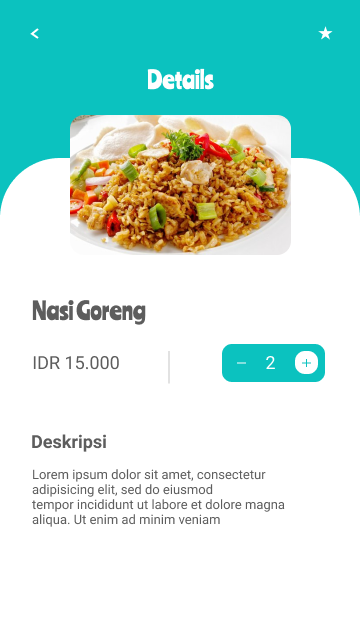 Details
Nasi Goreng
IDR 15.000
− 2 +
Deskripsi
Lorem ipsum dolor sit amet, consectetur
adipisicing elit, sed do eiusmod
tempor incididunt ut labore et dolore magna
aliqua. Ut enim ad minim veniam